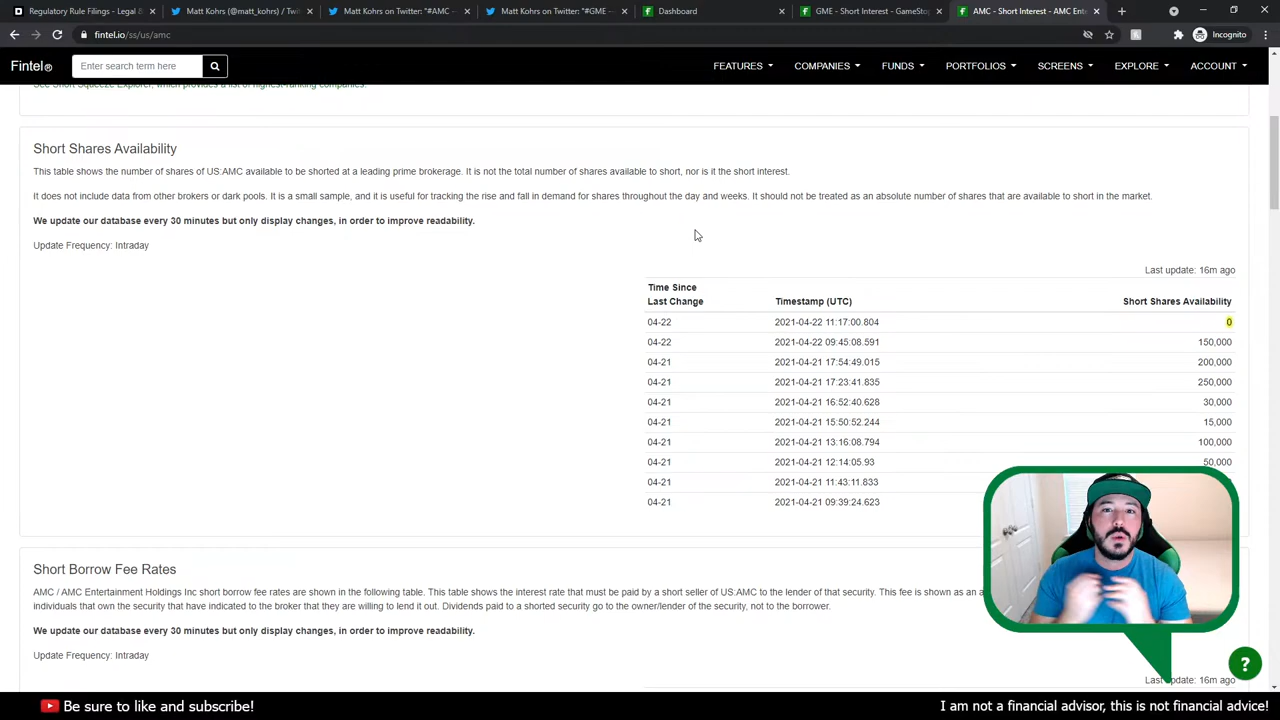 Regulatory Rule Filings - Legal &
Matt Kohrs (@matt_kohrs) / Twit
Matt Kohrs on Twitter: "#AMC
Matt Kohrs on Twitter: "#GME
Dashboard
GME - Short Interest - GameStop
AMC - Short Interest - AMC Ente
fintel.io/ss/us/amc
Incognito
Fintel®
Enter search term here
FEATURES
COMPANIES
FUNDS
PORTFOLIOS
SCREENS
EXPLORE
ACCOUNT
See Short Squeeze Explorer, which provides a list of highest-ranking companies.
Short Shares Availability
This table shows the number of shares of US:AMC available to be shorted at a leading prime brokerage. It is not the total number of shares available to short, nor is it the short interest.
It does not include data from other brokers or dark pools. It is a small sample, and it is useful for tracking the rise and fall in demand for shares throughout the day and weeks. It should not be treated as an absolute number of shares that are available to short in the market.
We update our database every 30 minutes but only display changes, in order to improve readability.
Update Frequency: Intraday
Last update: 16m ago
Time Since
Last Change
Timestamp (UTC)
Short Shares Availability
04-22 2021-04-22 11:17:00.804 0
04-22 2021-04-22 09:45:08.591 150,000
04-21 2021-04-21 17:54:49.015 200,000
04-21 2021-04-21 17:23:41.835 250,000
04-21 2021-04-21 16:52:40.628 30,000
04-21 2021-04-21 15:50:52.244 15,000
04-21 2021-04-21 13:16:08.794 100,000
04-21 2021-04-21 12:14:05.93 50,000
04-21 2021-04-21 11:43:11.833
04-21 2021-04-21 09:39:24.623
Short Borrow Fee Rates
AMC / AMC Entertainment Holdings Inc short borrow fee rates are shown in the following table. This table shows the interest rate that must be paid by a short seller of US:AMC to the lender of that security. This fee is shown as an a
individuals that own the security that have indicated to the broker that they are willing to lend it out. Dividends paid to a shorted security go to the owner/lender of the security, not to the borrower.
We update our database every 30 minutes but only display changes, in order to improve readability.
Update Frequency: Intraday
Last update: 16m ago
?
Be sure to like and subscribe!
I am not a financial advisor, this is not financial advice!